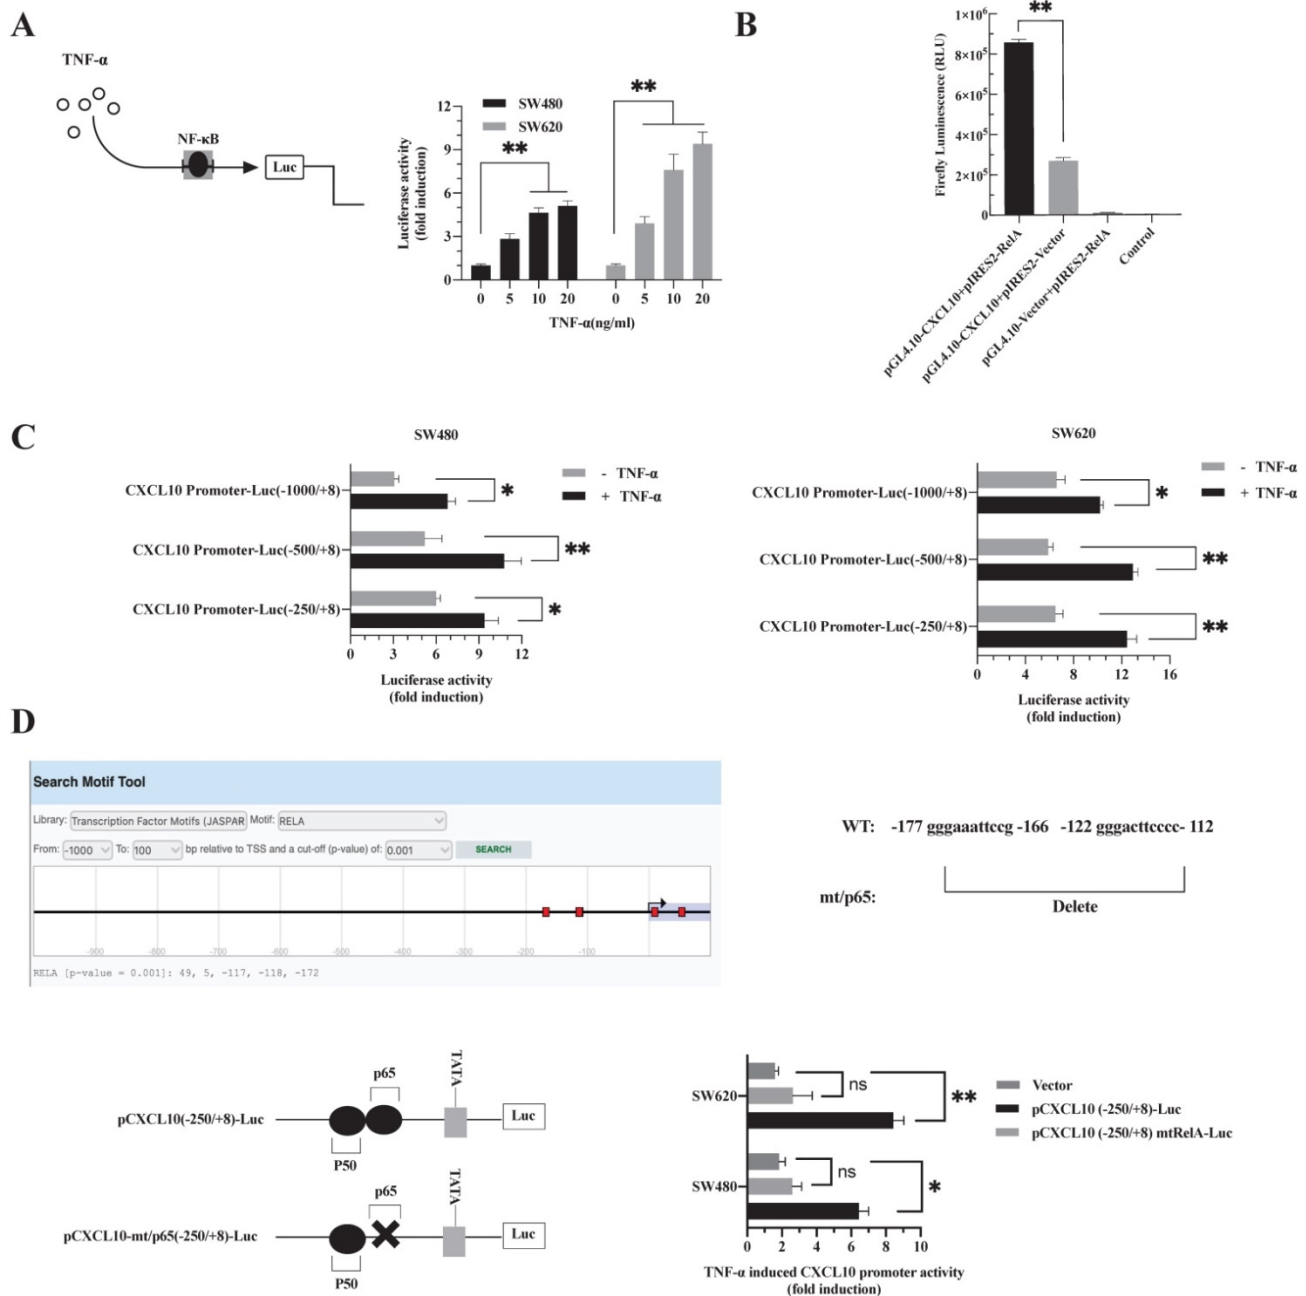 A
TNF-α
NF-κB
Luc
Luciferase activity
(fold induction)
12
9
6
3
0
SW480
SW620
**
**
0 5 10 20 0 5 10 20
TNF-α(ng/ml)
B
Firefly Luminescence (RLU)
1×10⁶
8×10⁵
6×10⁵
4×10⁵
2×10⁵
0
**
pGL4.10-CXCL10+pIRES2-RelA
pGL4.10-CXCL10+pIRES2-Vector
pGL4.10-Vector+pIRES2-RelA
Control
C
SW480
- TNF-α
+ TNF-α
CXCL10 Promoter-Luc(-1000/+8)
*
CXCL10 Promoter-Luc(-500/+8)
**
CXCL10 Promoter-Luc(-250/+8)
*
0 3 6 9 12
Luciferase activity
(fold induction)
SW620
- TNF-α
+ TNF-α
CXCL10 Promoter-Luc(-1000/+8)
*
CXCL10 Promoter-Luc(-500/+8)
**
CXCL10 Promoter-Luc(-250/+8)
**
0 4 8 12 16
Luciferase activity
(fold induction)
D
Search Motif Tool
Library: Transcription Factor Motifs (JASPAR Motif: RELA
From: -1000 To: 100 bp relative to TSS and a cut-off (p-value) of: 0.001 SEARCH
-900 -800 -700 -600 -500 -400 -300 -200 -100
RELA [p-value = 0.001]: 49, 5, -117, -118, -172
WT: -177 gggaaattccg -166 -122 gggacttcccc- 112
mt/p65:
Delete
pCXCL10(-250/+8)-Luc
p65
P50
TATA
Luc
pCXCL10-mt/p65(-250/+8)-Luc
p65
P50
TATA
Luc
SW620
ns
**
SW480
ns
*
0 2 4 6 8 10
TNF-α induced CXCL10 promoter activity
(fold induction)
Vector
pCXCL10 (-250/+8)-Luc
pCXCL10 (-250/+8) mtRelA-Luc